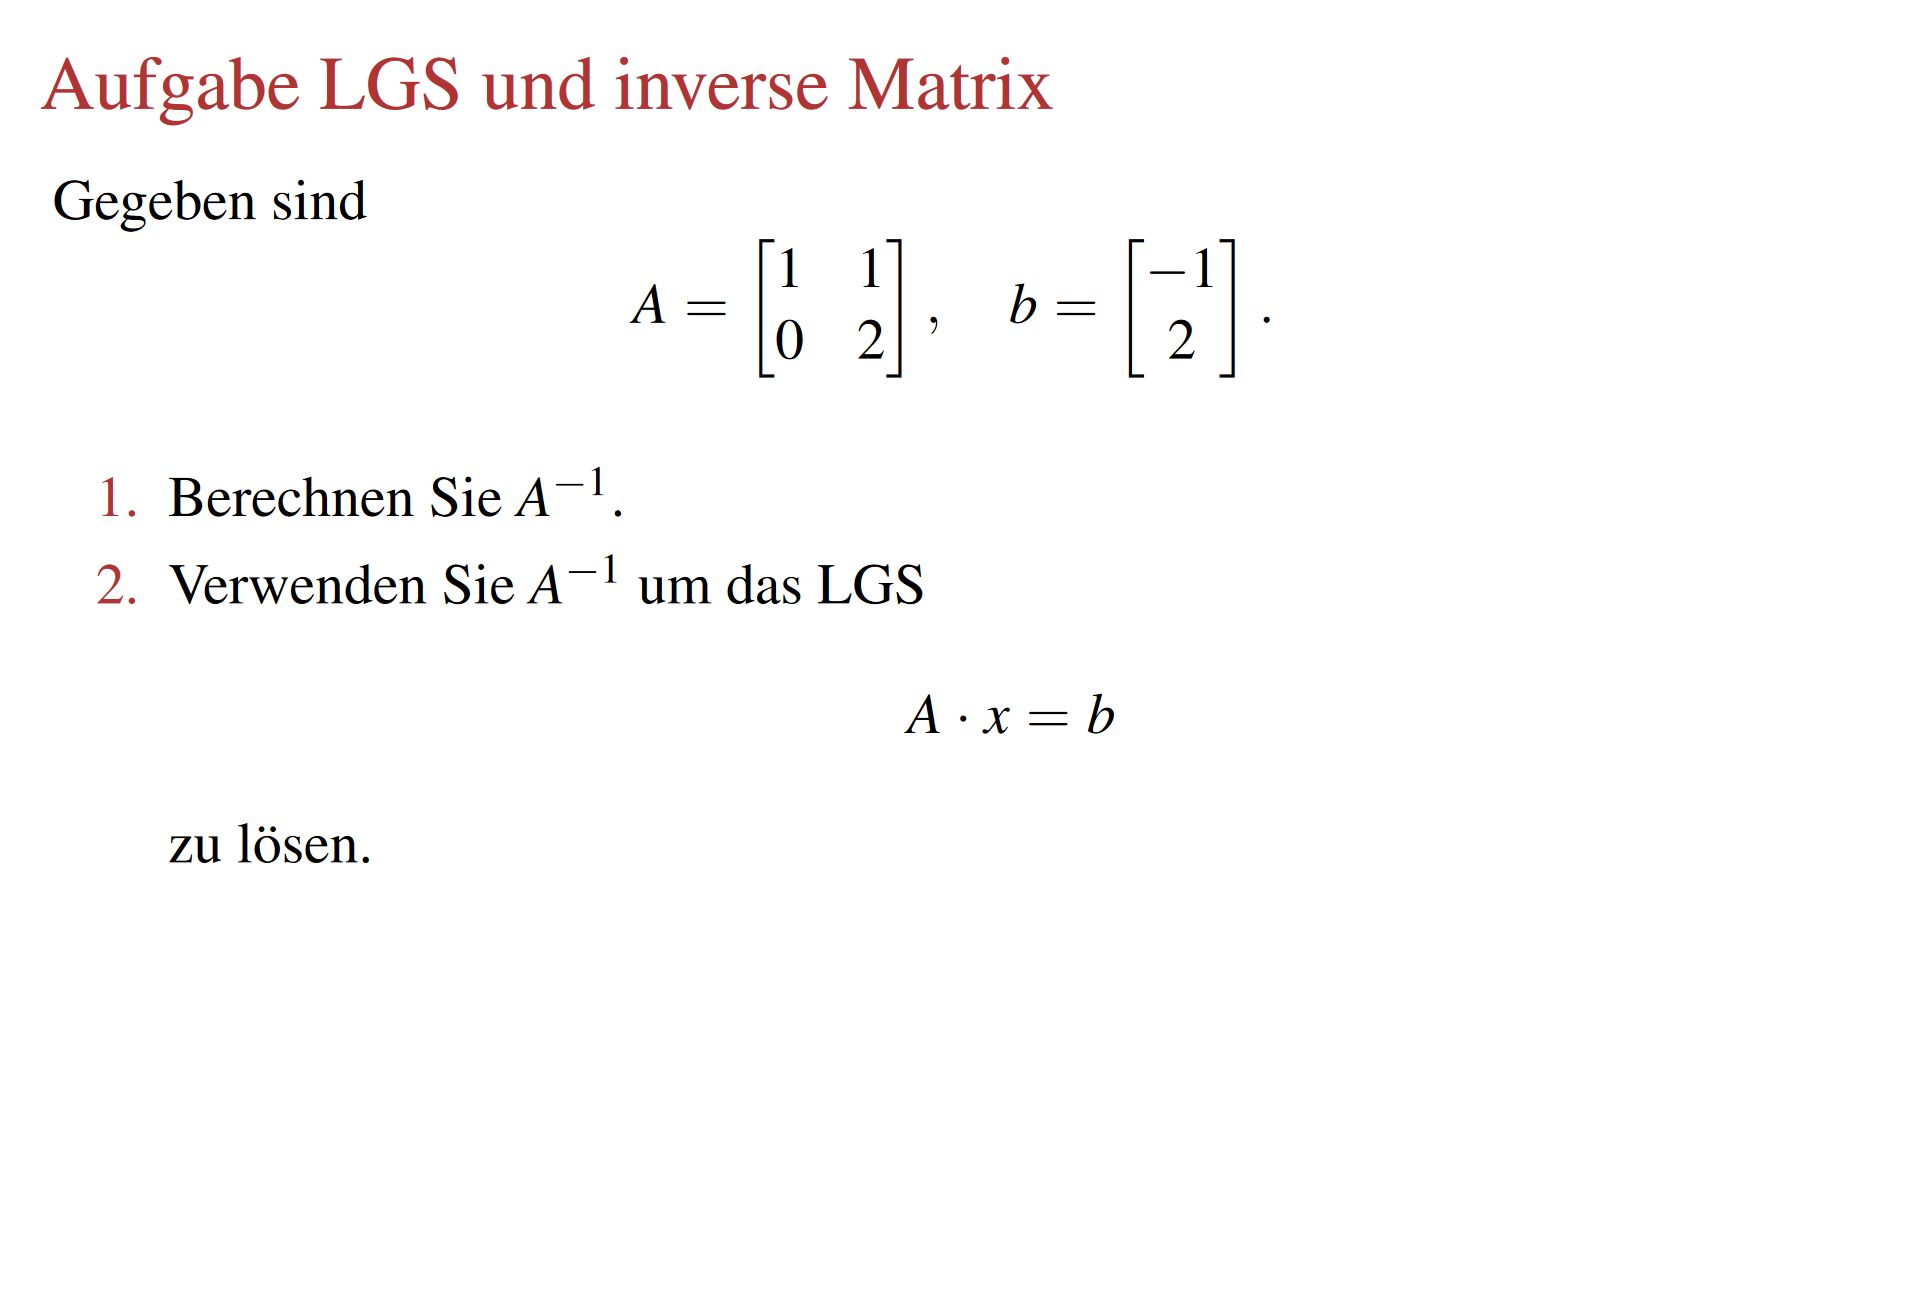 Aufgabe LGS und inverse Matrix
Gegeben sind
A = [1 1; 0 2], b = [−1; 2].
1. Berechnen Sie A⁻¹.
2. Verwenden Sie A⁻¹ um das LGS
A · x = b
zu lösen.